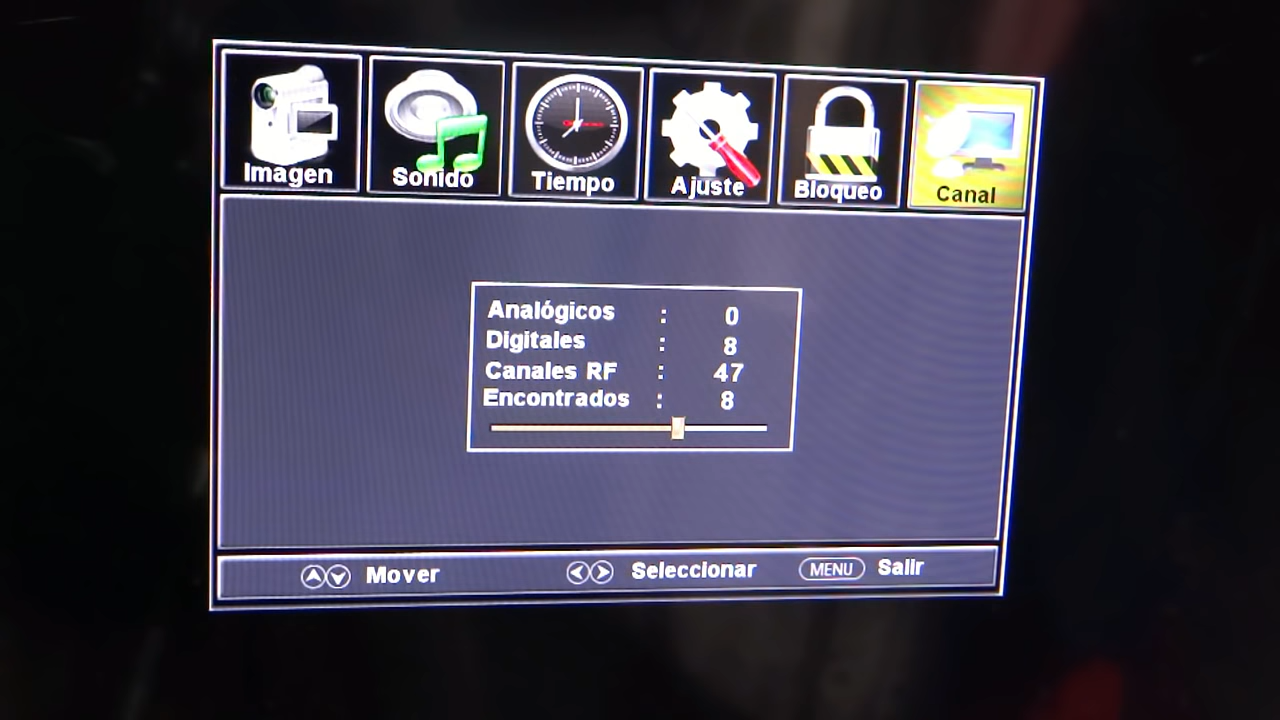 Imagen Sonido Tiempo Ajuste Bloqueo Canal
Analógicos : 0
Digitales : 8
Canales RF : 47
Encontrados : 8
Mover Seleccionar MENU Salir